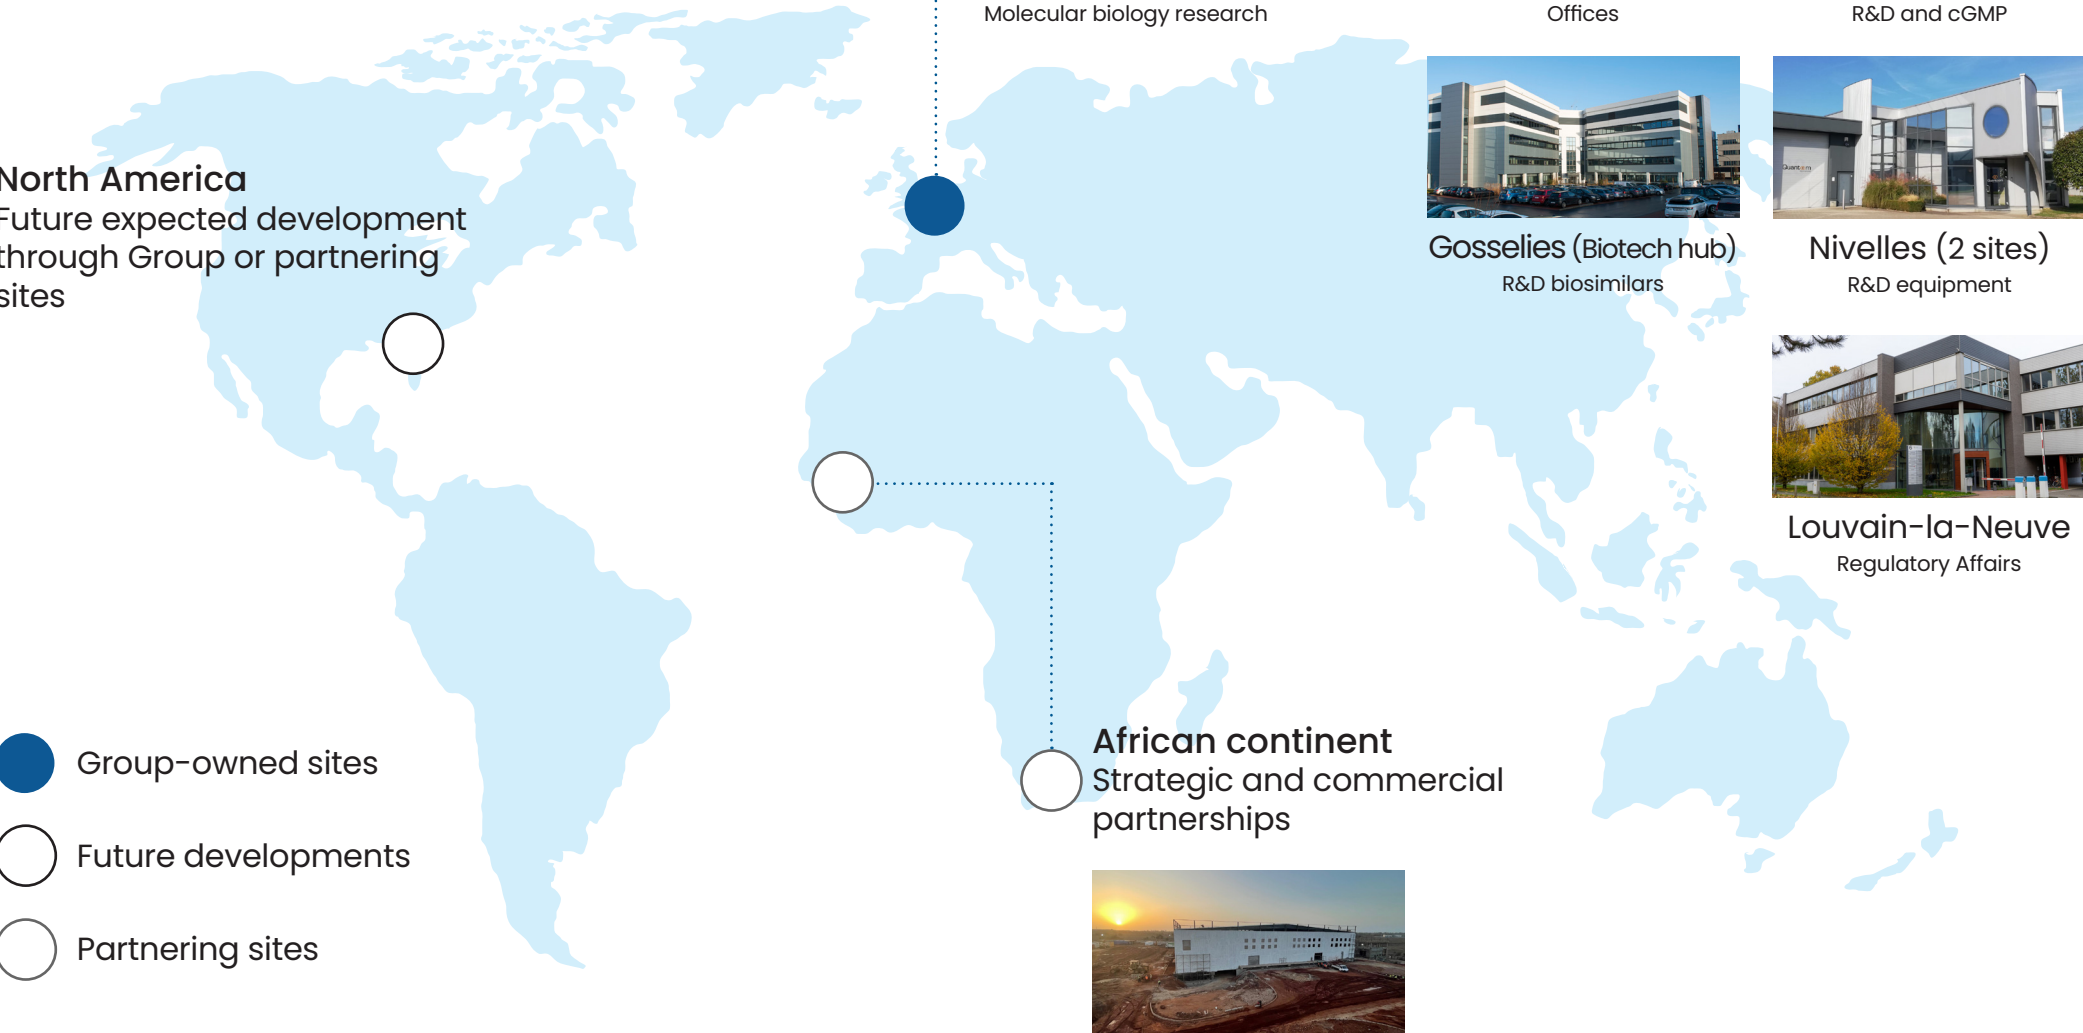 Molecular biology research
Offices
R&D and cGMP
North America
Future expected development
through Group or partnering
sites
Gosselies (Biotech hub)
R&D biosimilars
Nivelles (2 sites)
R&D equipment
Louvain-la-Neuve
Regulatory Affairs
African continent
Strategic and commercial
partnerships
Group-owned sites
Future developments
Partnering sites